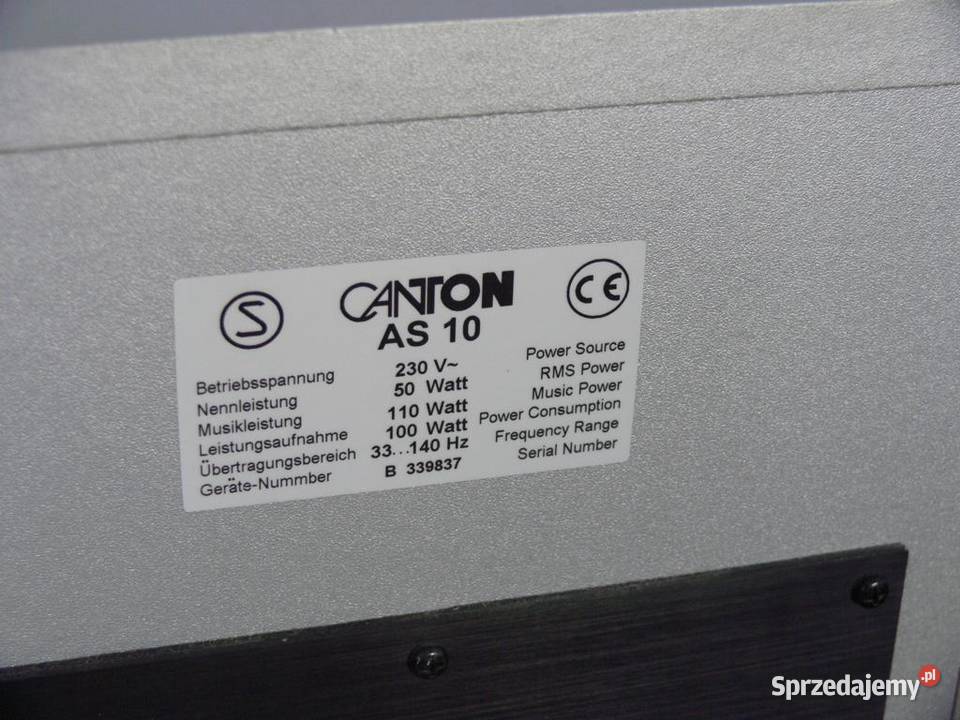 S CANTON CE
AS 10
Betriebsspannung 230 V~ Power Source
Nennleistung 50 Watt RMS Power
Musikleistung 110 Watt Music Power
Leistungsaufnahme 100 Watt Power Consumption
Übertragungsbereich 33...140 Hz Frequency Range
Geräte-Nummber B 339837 Serial Number
Sprzedajemy.pl